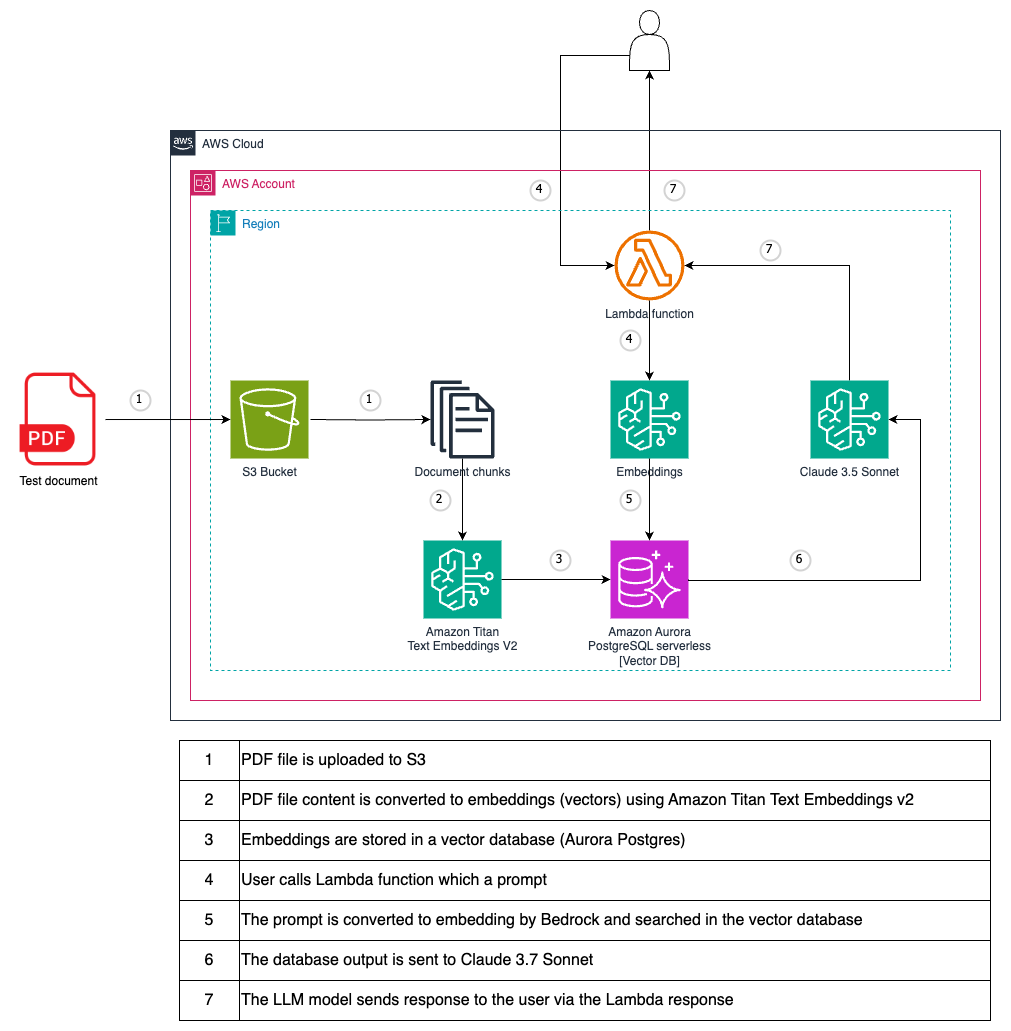 aws
AWS Cloud
AWS Account
4
7
Region
7
Lambda function
4
PDF
1
1
Test document
S3 Bucket
Document chunks
Embeddings
Claude 3.5 Sonnet
2
5
3
6
Amazon Titan
Text Embeddings V2
Amazon Aurora
PostgreSQL serverless
[Vector DB]
1 PDF file is uploaded to S3
2 PDF file content is converted to embeddings (vectors) using Amazon Titan Text Embeddings v2
3 Embeddings are stored in a vector database (Aurora Postgres)
4 User calls Lambda function which a prompt
5 The prompt is converted to embedding by Bedrock and searched in the vector database
6 The database output is sent to Claude 3.7 Sonnet
7 The LLM model sends response to the user via the Lambda response